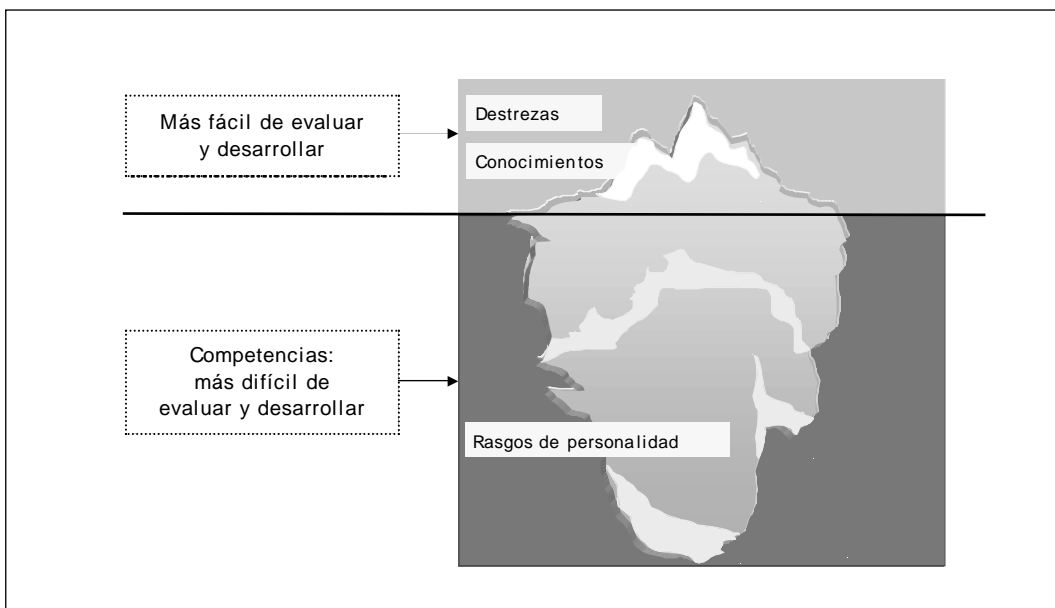 Más fácil de evaluar
y desarrollar
Destrezas
Conocimientos
Competencias:
más difícil de
evaluar y desarrollar
Rasgos de personalidad